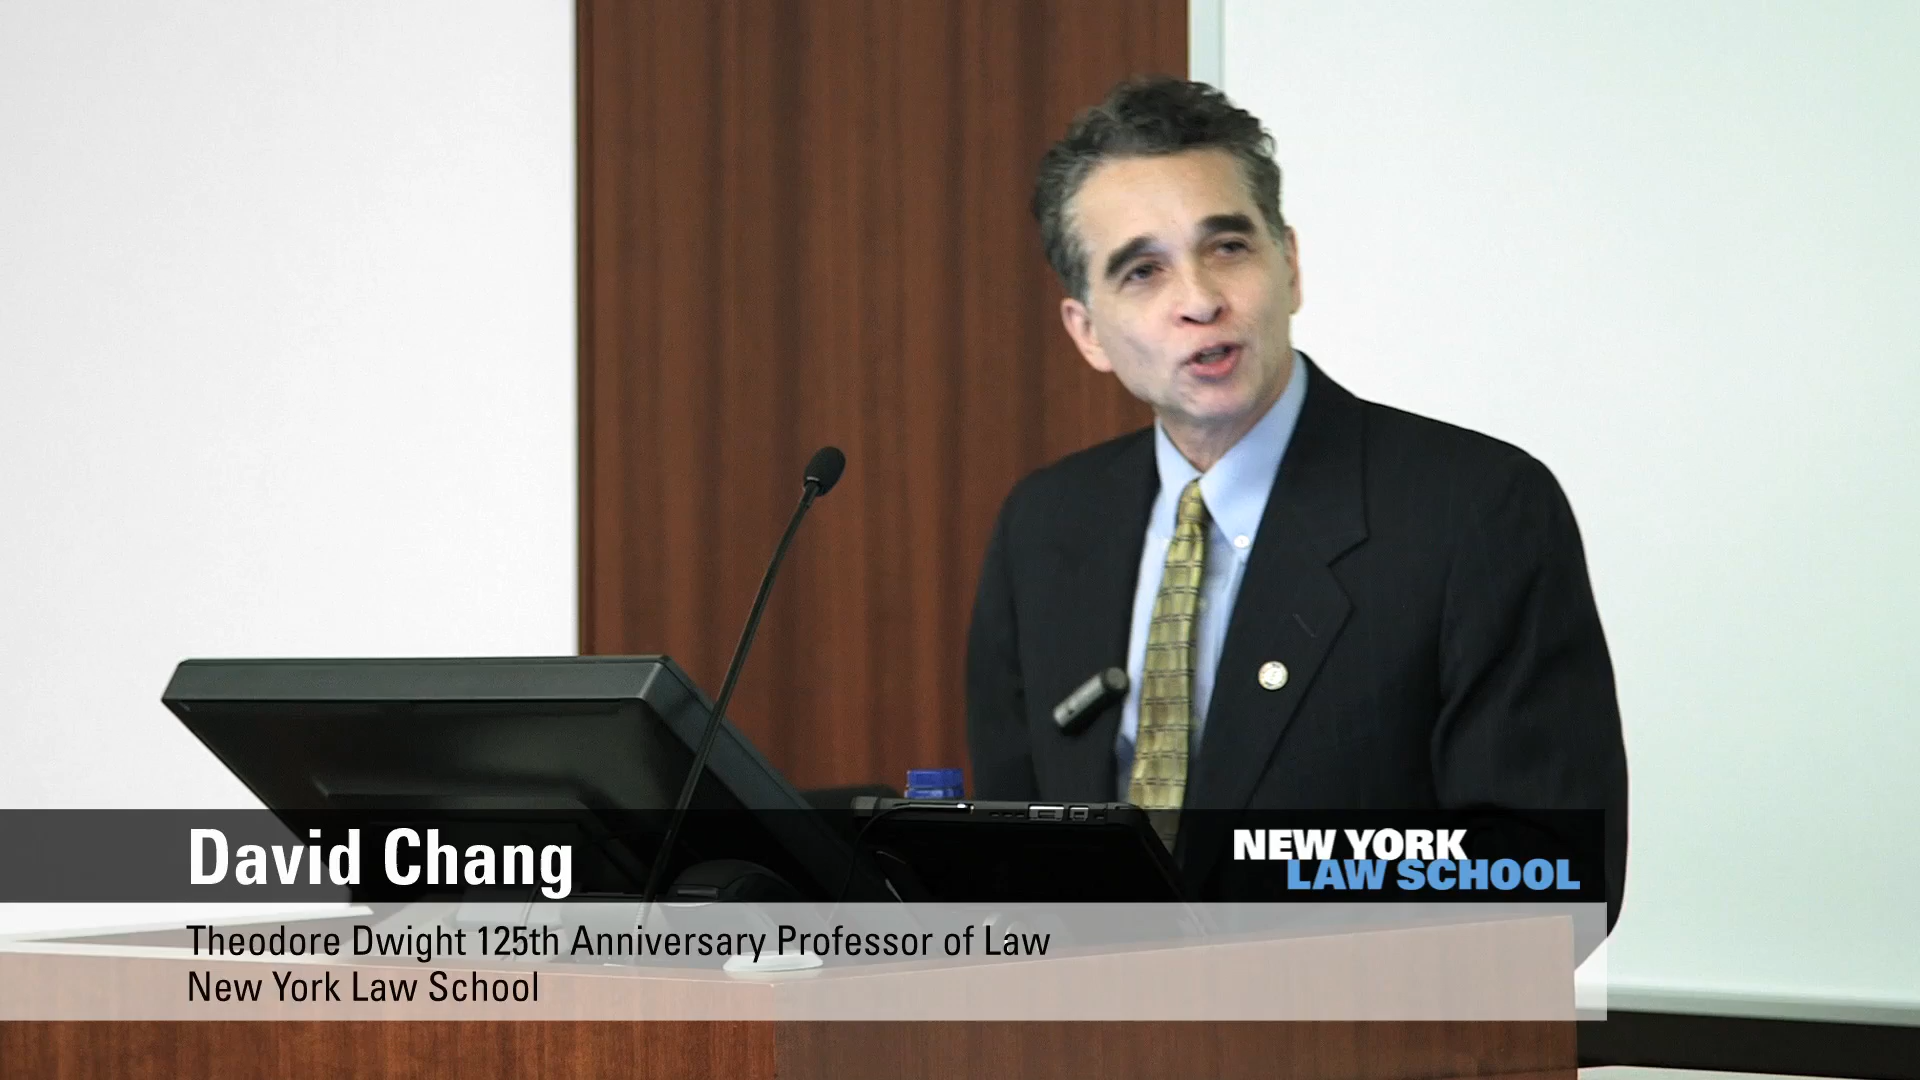 David Chang
NEW YORK
LAW SCHOOL
Theodore Dwight 125th Anniversary Professor of Law
New York Law School